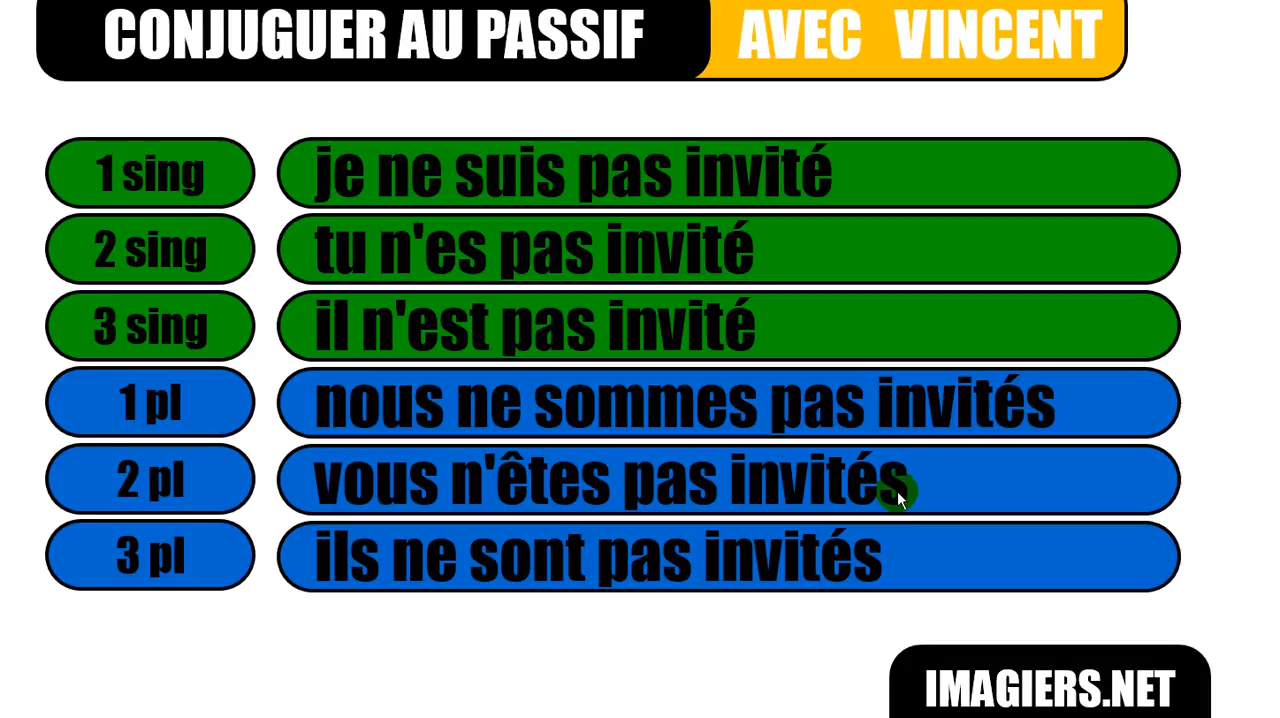 CONJUGUER AU PASSIF AVEC VINCENT
1 sing je ne suis pas invité
2 sing tu n'es pas invité
3 sing il n'est pas invité
1 pl nous ne sommes pas invités
2 pl vous n'êtes pas invités
3 pl ils ne sont pas invités
IMAGIERS.NET